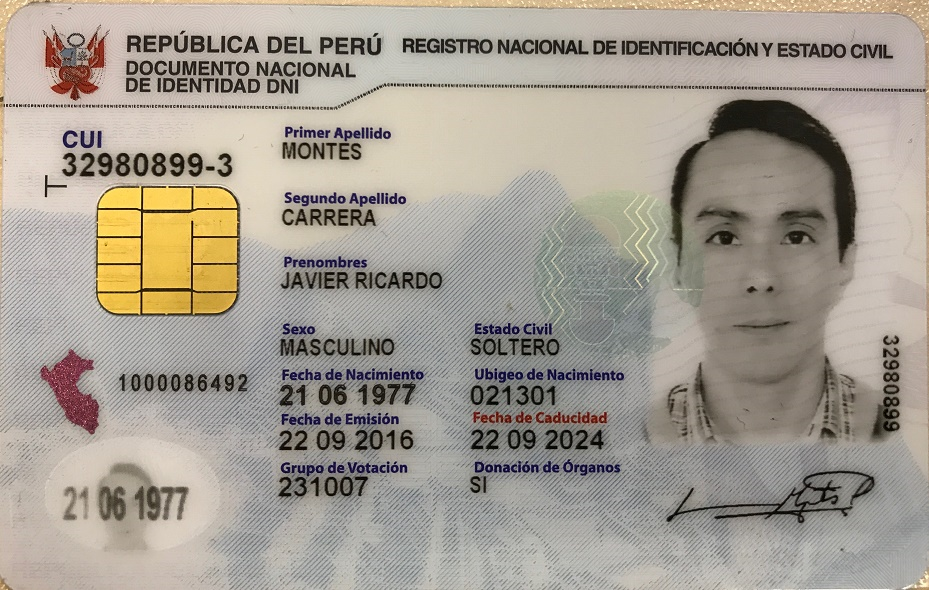 REPÚBLICA DEL PERÚ REGISTRO NACIONAL DE IDENTIFICACIÓN Y ESTADO CIVIL
DOCUMENTO NACIONAL
DE IDENTIDAD DNI
CUI
32980899-3
Primer Apellido
MONTES
Segundo Apellido
CARRERA
Prenombres
JAVIER RICARDO
Sexo Estado Civil
MASCULINO SOLTERO
Fecha de Nacimiento Ubigeo de Nacimiento
21 06 1977 021301
Fecha de Emisión Fecha de Caducidad
22 09 2016 22 09 2024
Grupo de Votación Donación de Órganos
231007 SI
1000086492
21 06 1977
32980899